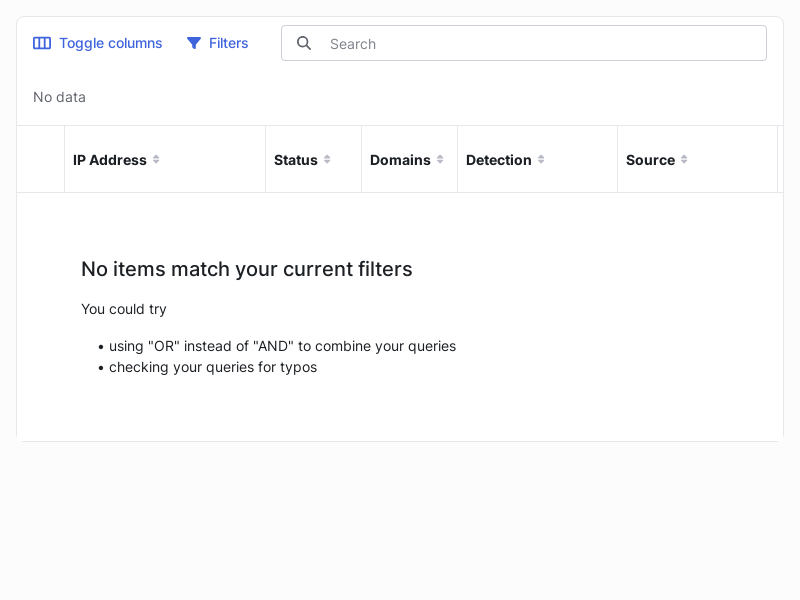 Toggle columns Filters Search
No data
IP Address Status Domains Detection Source
No items match your current filters
You could try
• using "OR" instead of "AND" to combine your queries
• checking your queries for typos